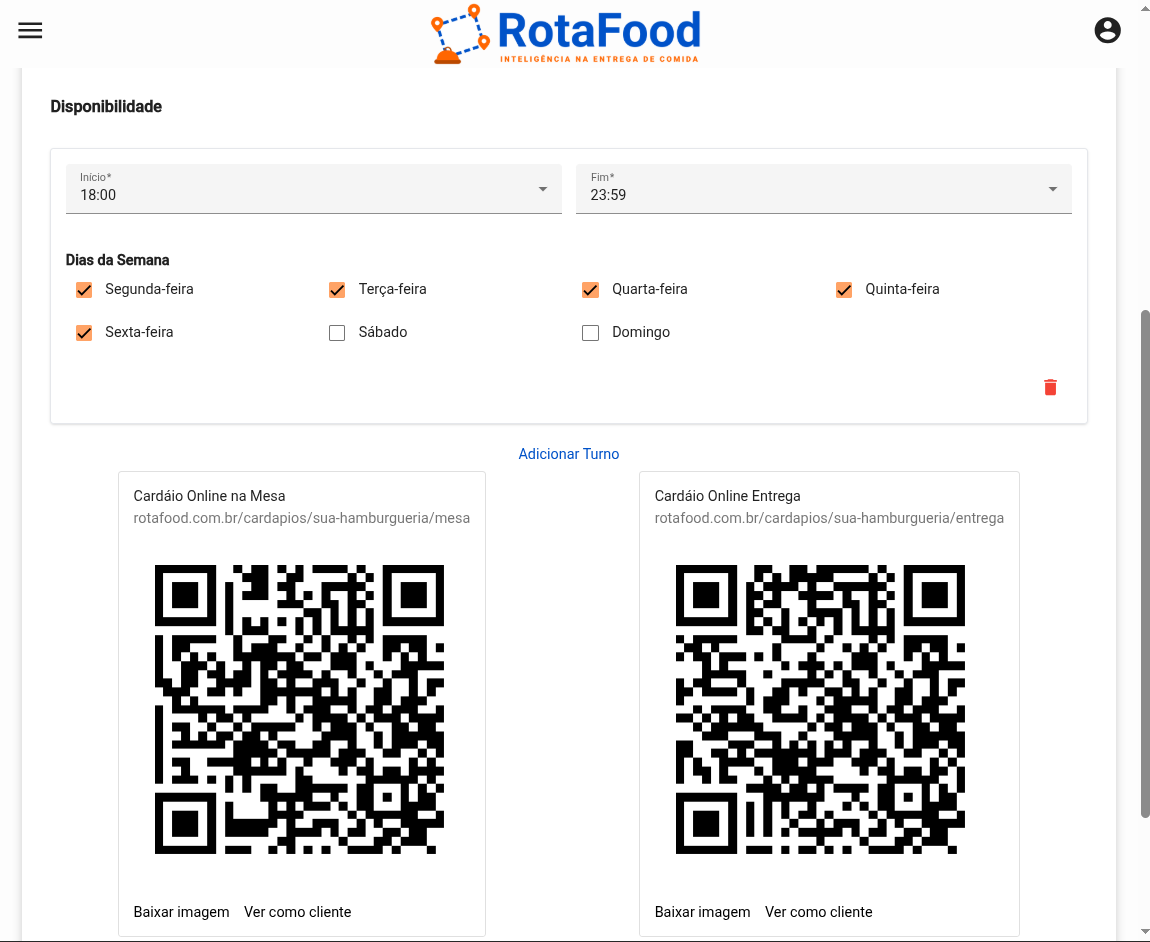 RotaFood
INTELIGÊNCIA NA ENTREGA DE COMIDA
Disponibilidade
Início*
18:00
Fim*
23:59
Dias da Semana
Segunda-feira
Terça-feira
Quarta-feira
Quinta-feira
Sexta-feira
Sábado
Domingo
Adicionar Turno
Cardáio Online na Mesa
rotafood.com.br/cardapios/sua-hamburgueria/mesa
Baixar imagem Ver como cliente
Cardáio Online Entrega
rotafood.com.br/cardapios/sua-hamburgueria/entrega
Baixar imagem Ver como cliente